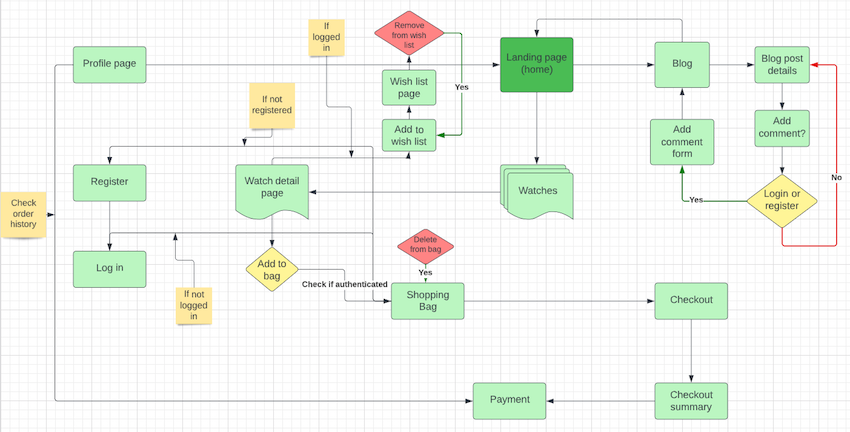 If
logged
in
Remove
from wish
list
Profile page
Wish list
page
Yes
Landing page
(home)
Blog
Blog post
details
If not
registered
Add to
wish list
Add
comment
form
Add
comment?
Register
Watch detail
page
Watches
No
Login or
register
Yes
Check
order
history
Delete
from bag
Log in
Add to
bag
Yes
Check if authenticated
If not
logged
in
Shopping
Bag
Checkout
Payment
Checkout
summary